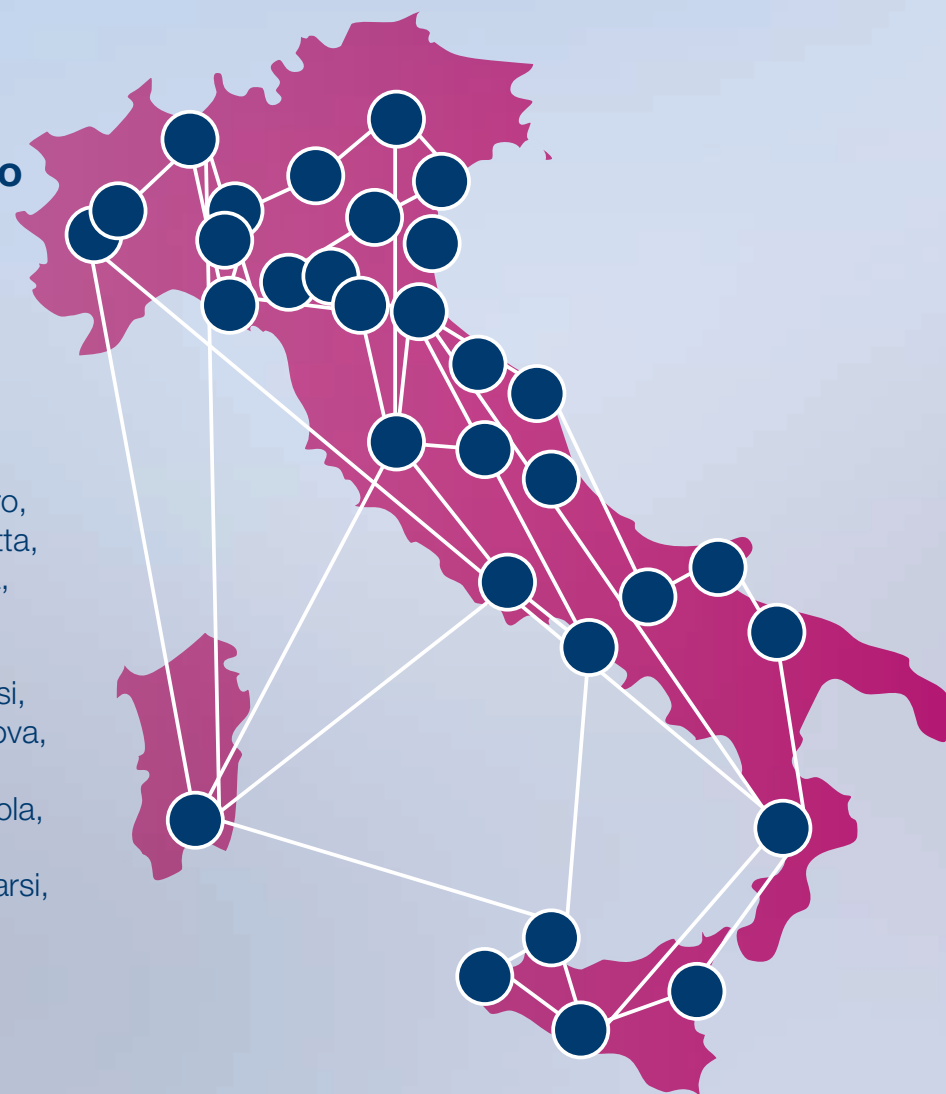 o
ro,
tta,
,
si,
ova,
ola,
arsi,